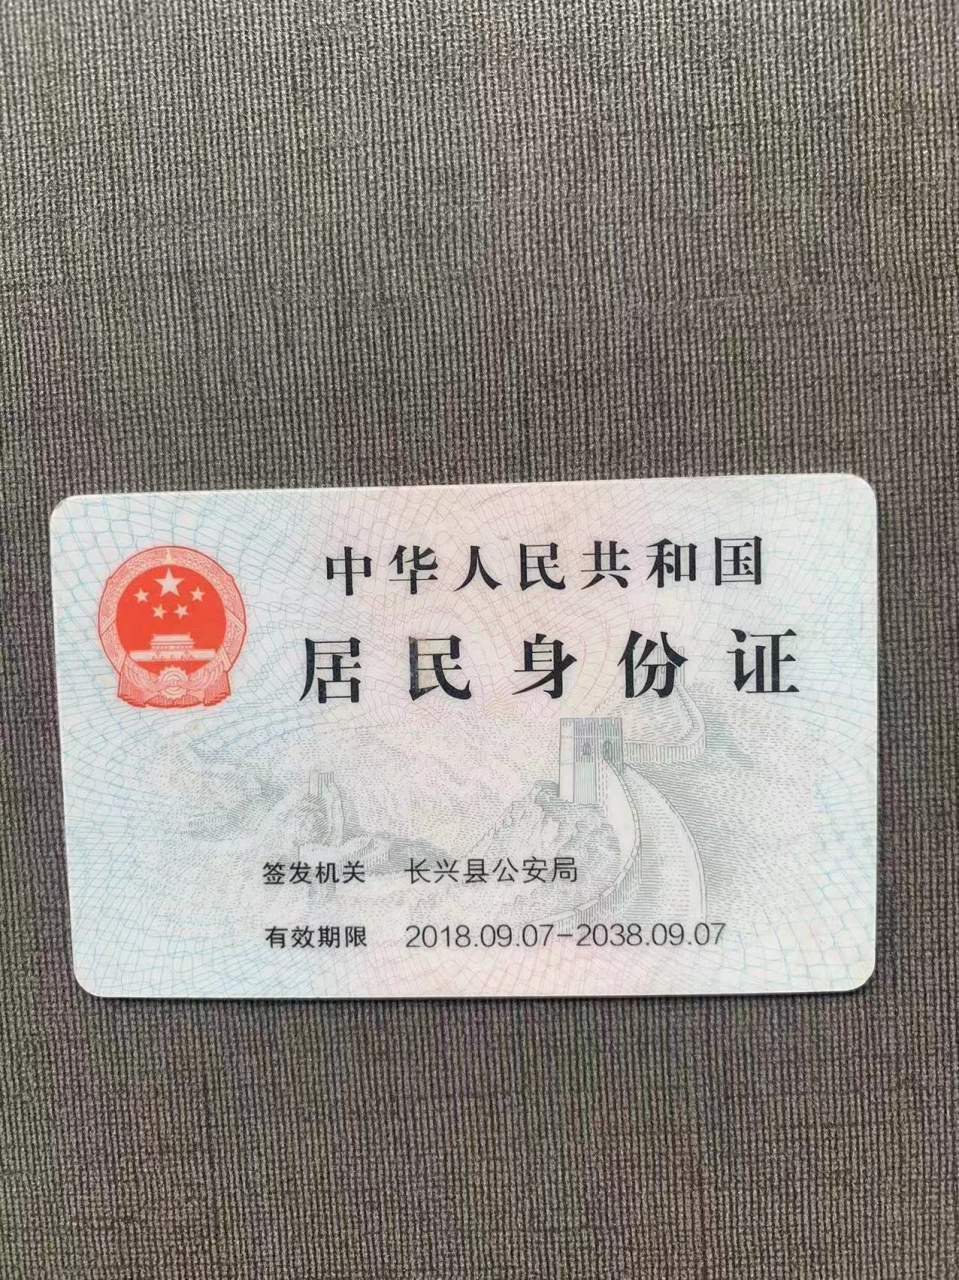 中华人民共和国
居民身份证
签发机关 长兴县公安局
有效期限 2018.09.07-2038.09.07